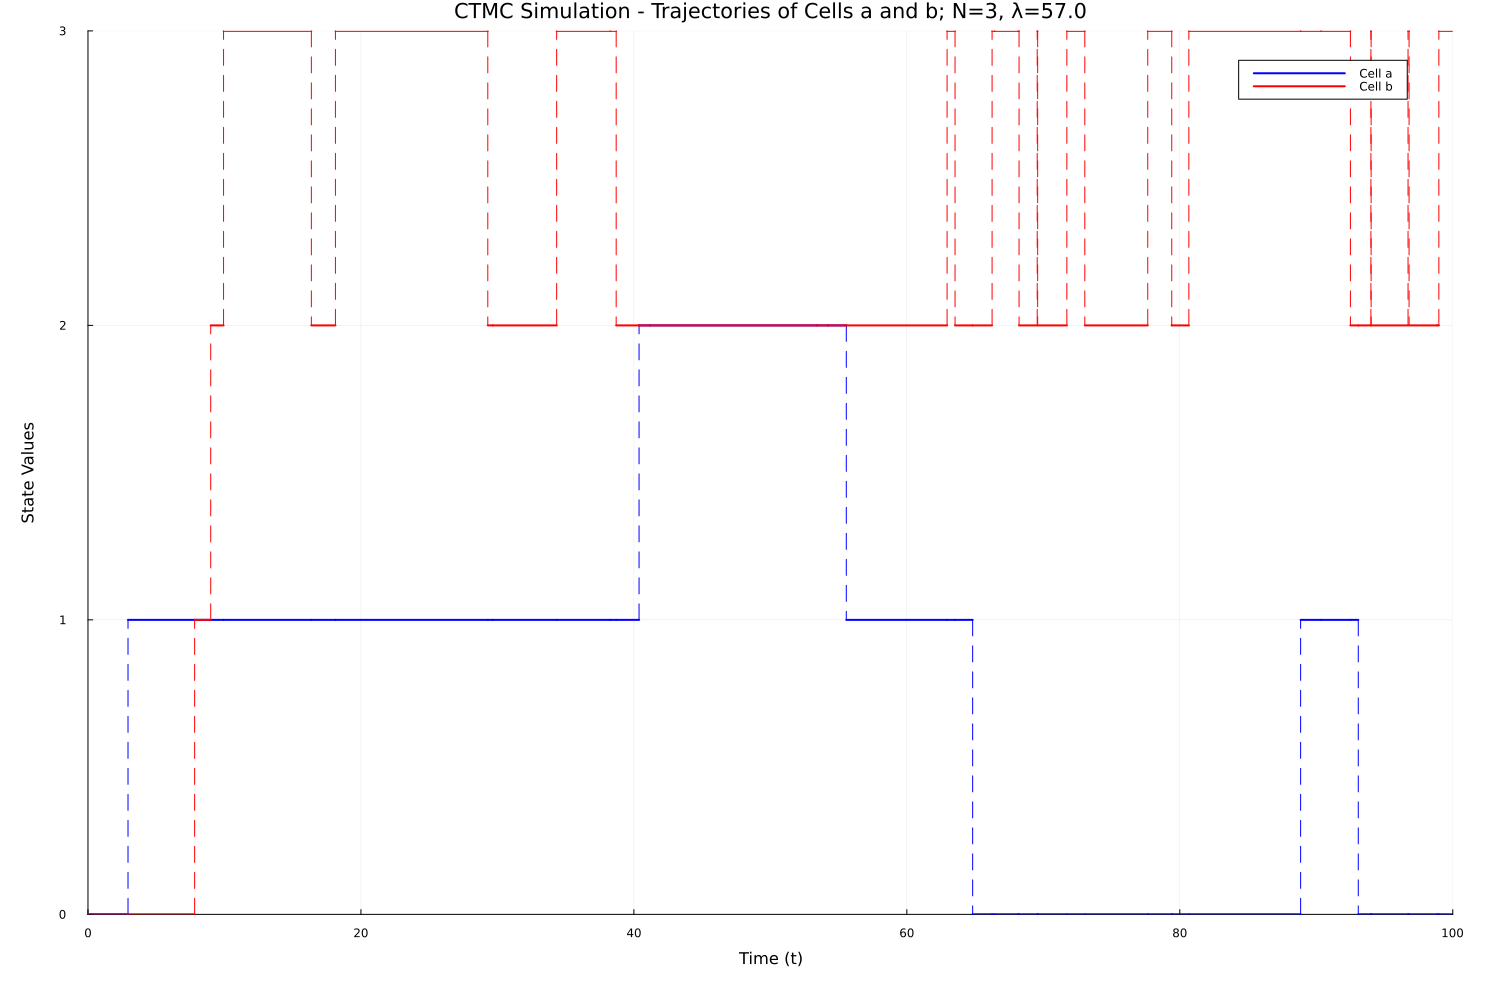 CTMC Simulation - Trajectories of Cells a and b; N=3, λ=57.0
3
Cell a
Cell b
2
State Values
1
0
0 20 40 60 80 100
Time (t)